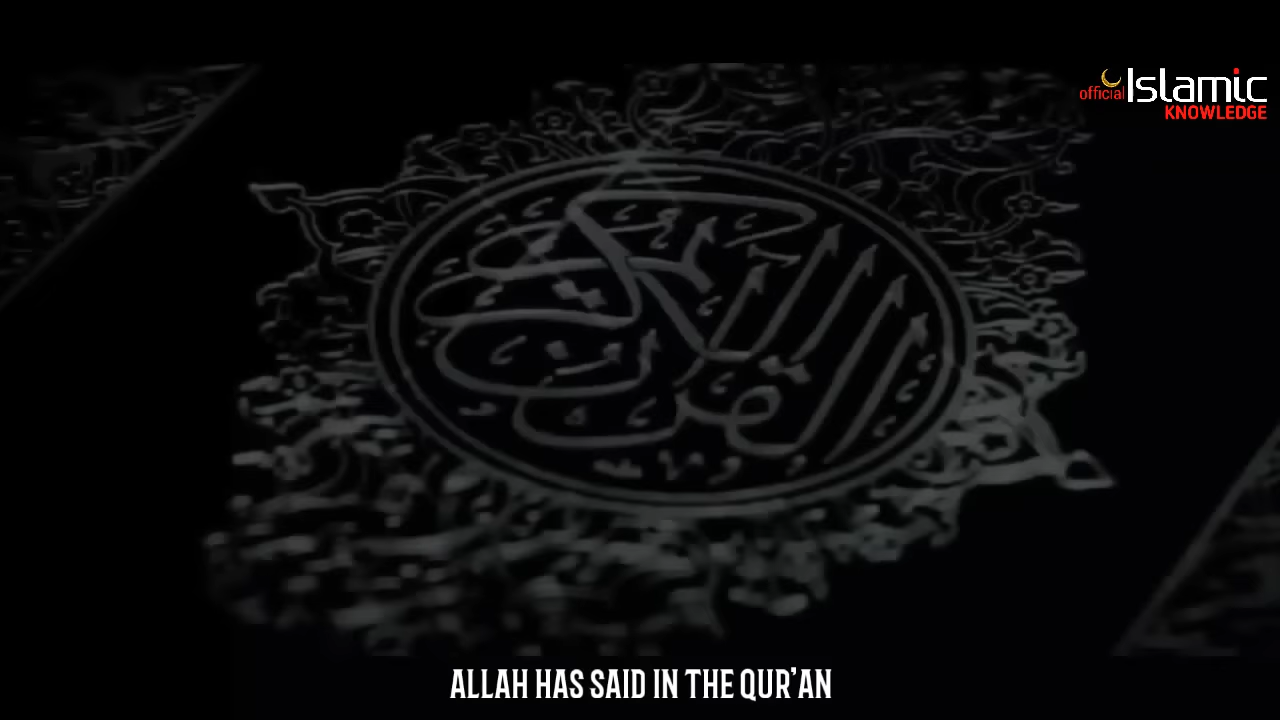 official Islamic
KNOWLEDGE
القرآن الكريم
ALLAH HAS SAID IN THE QUR'AN